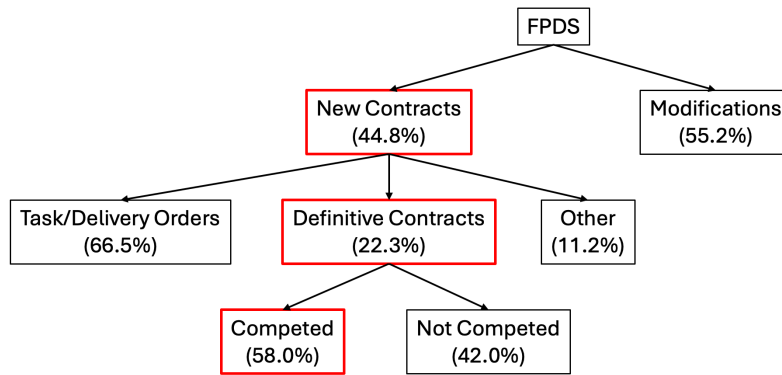 FPDS
New Contracts
(44.8%)
Modifications
(55.2%)
Task/Delivery Orders
(66.5%)
Definitive Contracts
(22.3%)
Other
(11.2%)
Competed
(58.0%)
Not Competed
(42.0%)